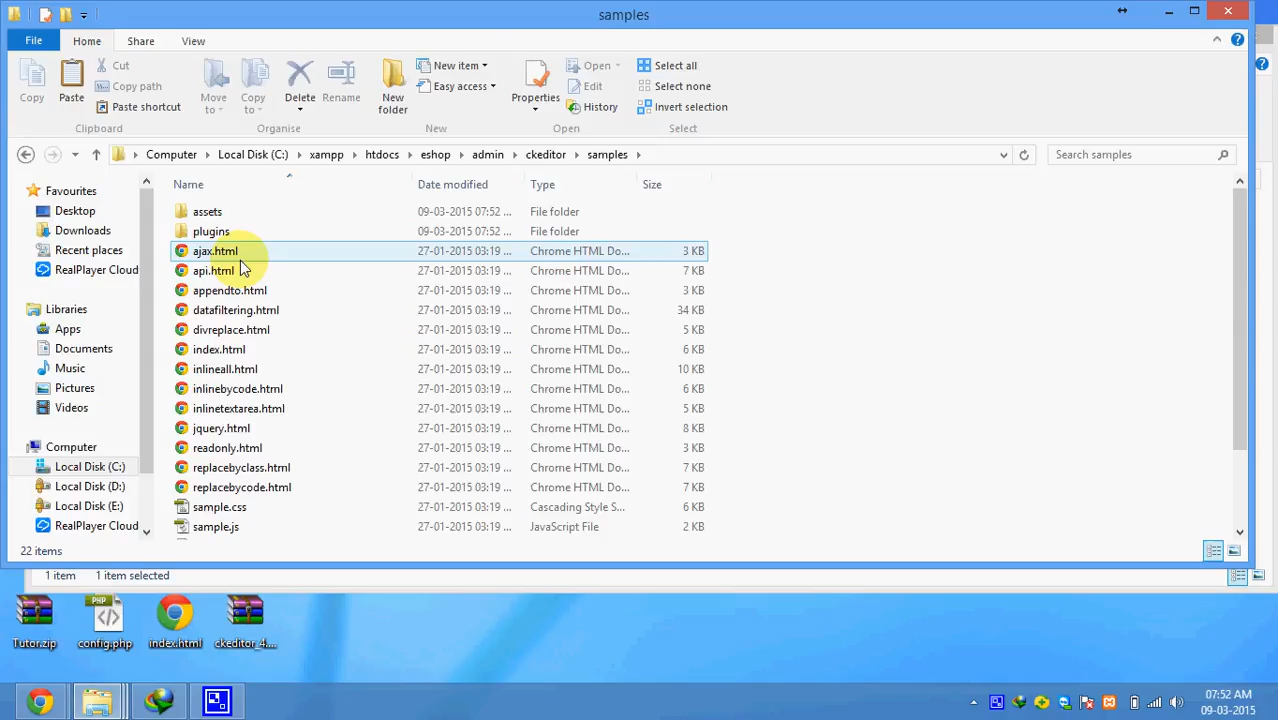 samples
File Home Share View
Copy Paste Cut Copy path Paste shortcut Move to Copy to Delete Rename New folder New item Easy access Properties Open Edit History Select all Select none Invert selection
Clipboard Organise New Open Select
Computer Local Disk (C:) xampp htdocs eshop admin ckeditor samples Search samples
Favourites
Desktop
Downloads
Recent places
RealPlayer Cloud
Libraries
Apps
Documents
Music
Pictures
Videos
Computer
Local Disk (C:)
Local Disk (D:)
Local Disk (E:)
RealPlayer Cloud
Name Date modified Type Size
assets 09-03-2015 07:52 ... File folder
plugins 09-03-2015 07:52 ... File folder
ajax.html 27-01-2015 03:19 ... Chrome HTML Do... 3 KB
api.html 27-01-2015 03:19 ... Chrome HTML Do... 7 KB
appendto.html 27-01-2015 03:19 ... Chrome HTML Do... 3 KB
datafiltering.html 27-01-2015 03:19 ... Chrome HTML Do... 34 KB
divreplace.html 27-01-2015 03:19 ... Chrome HTML Do... 5 KB
index.html 27-01-2015 03:19 ... Chrome HTML Do... 6 KB
inlineall.html 27-01-2015 03:19 ... Chrome HTML Do... 10 KB
inlinebycode.html 27-01-2015 03:19 ... Chrome HTML Do... 6 KB
inlinetextarea.html 27-01-2015 03:19 ... Chrome HTML Do... 5 KB
jquery.html 27-01-2015 03:19 ... Chrome HTML Do... 8 KB
readonly.html 27-01-2015 03:19 ... Chrome HTML Do... 3 KB
replacebyclass.html 27-01-2015 03:19 ... Chrome HTML Do... 7 KB
replacebycode.html 27-01-2015 03:19 ... Chrome HTML Do... 7 KB
sample.css 27-01-2015 03:19 ... Cascading Style S... 6 KB
sample.js 27-01-2015 03:19 ... JavaScript File 2 KB
22 items
1 item 1 item selected
PHP
Tutor.zip config.php index.html ckeditor_4....
07:52 AM
09-03-2015